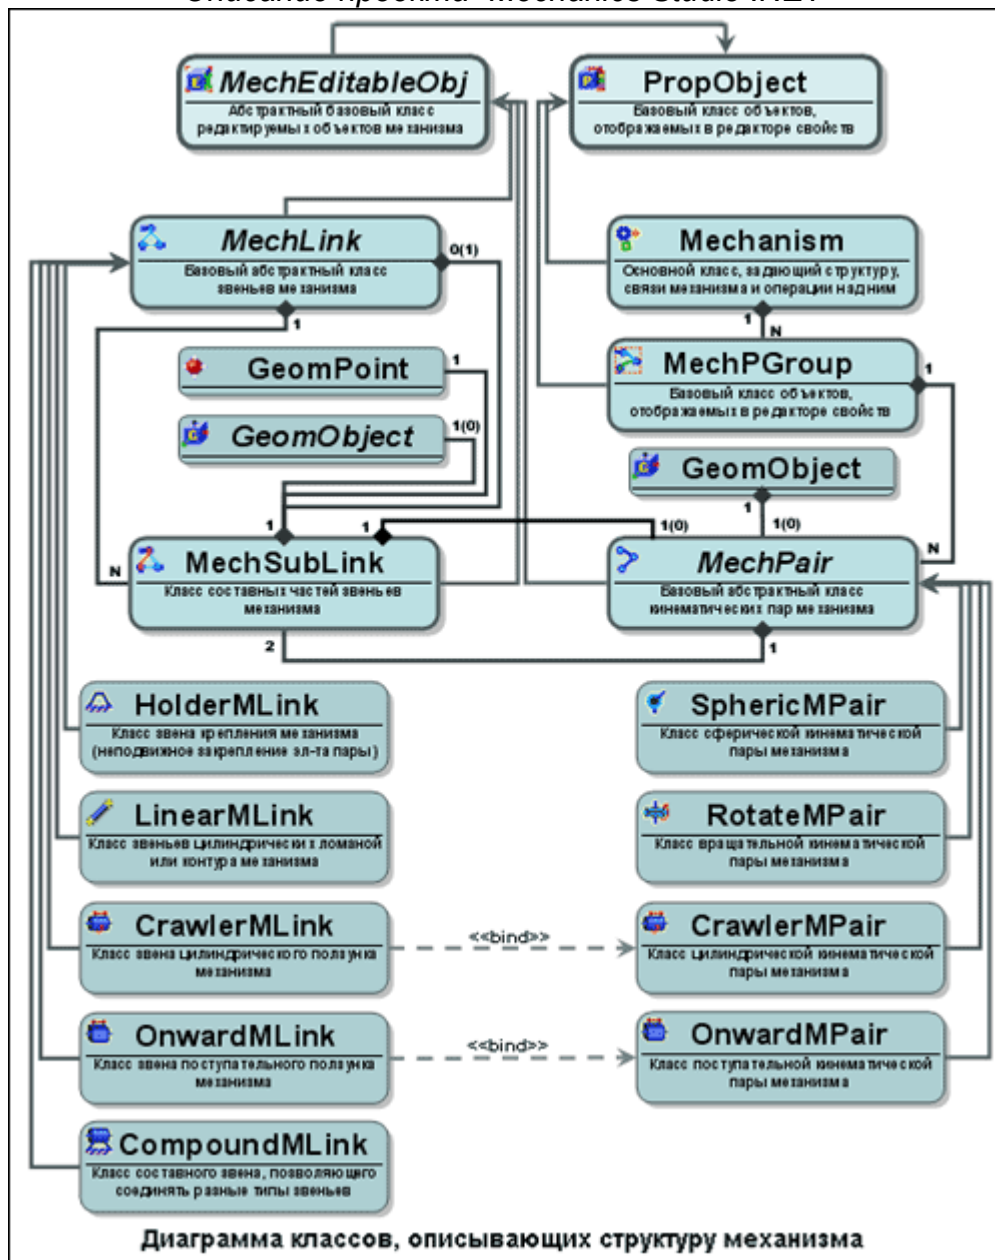 Описание проекта "Mechanics Studio .NET"
MechEditableObj
Абстрактный базовый класс
редактируемых объектов механизма
PropObject
Базовый класс объектов,
отображаемых в редакторе свойств
MechLink
Базовый абстрактный класс
звеньев механизма
0(1)
1
Mechanism
Основной класс, задающий структуру,
связи механизма и операции над ним
1
N
GeomPoint
1
GeomObject
1(0)
MechPGroup
Базовый класс объектов,
отображаемых в редакторе свойств
1
GeomObject
1
1(0)
1
1
1(0)
N
N
MechSubLink
Класс составных частей звеньев
механизма
2
MechPair
Базовый абстрактный класс
кинематических пар механизма
1
HolderMLink
Класс звена крепления механизма
(неподвижное закрепление эл-та пары)
SphericMPair
Класс сферической кинематической
пары механизма
LinearMLink
Класс звеньев цилиндрических ломаной
или контура механизма
RotateMPair
Класс вращательной кинематической
пары механизма
CrawlerMLink
Класс звена цилиндрического ползунка
механизма
<<bind>>
CrawlerMPair
Класс цилиндрической кинематической
пары механизма
OnwardMLink
Класс звена поступательного ползунка
механизма
<<bind>>
OnwardMPair
Класс поступательной кинематической
пары механизма
CompoundMLink
Класс составного звена, позволяющего
соединять разные типы звеньев
Диаграмма классов, описывающих структуру механизма